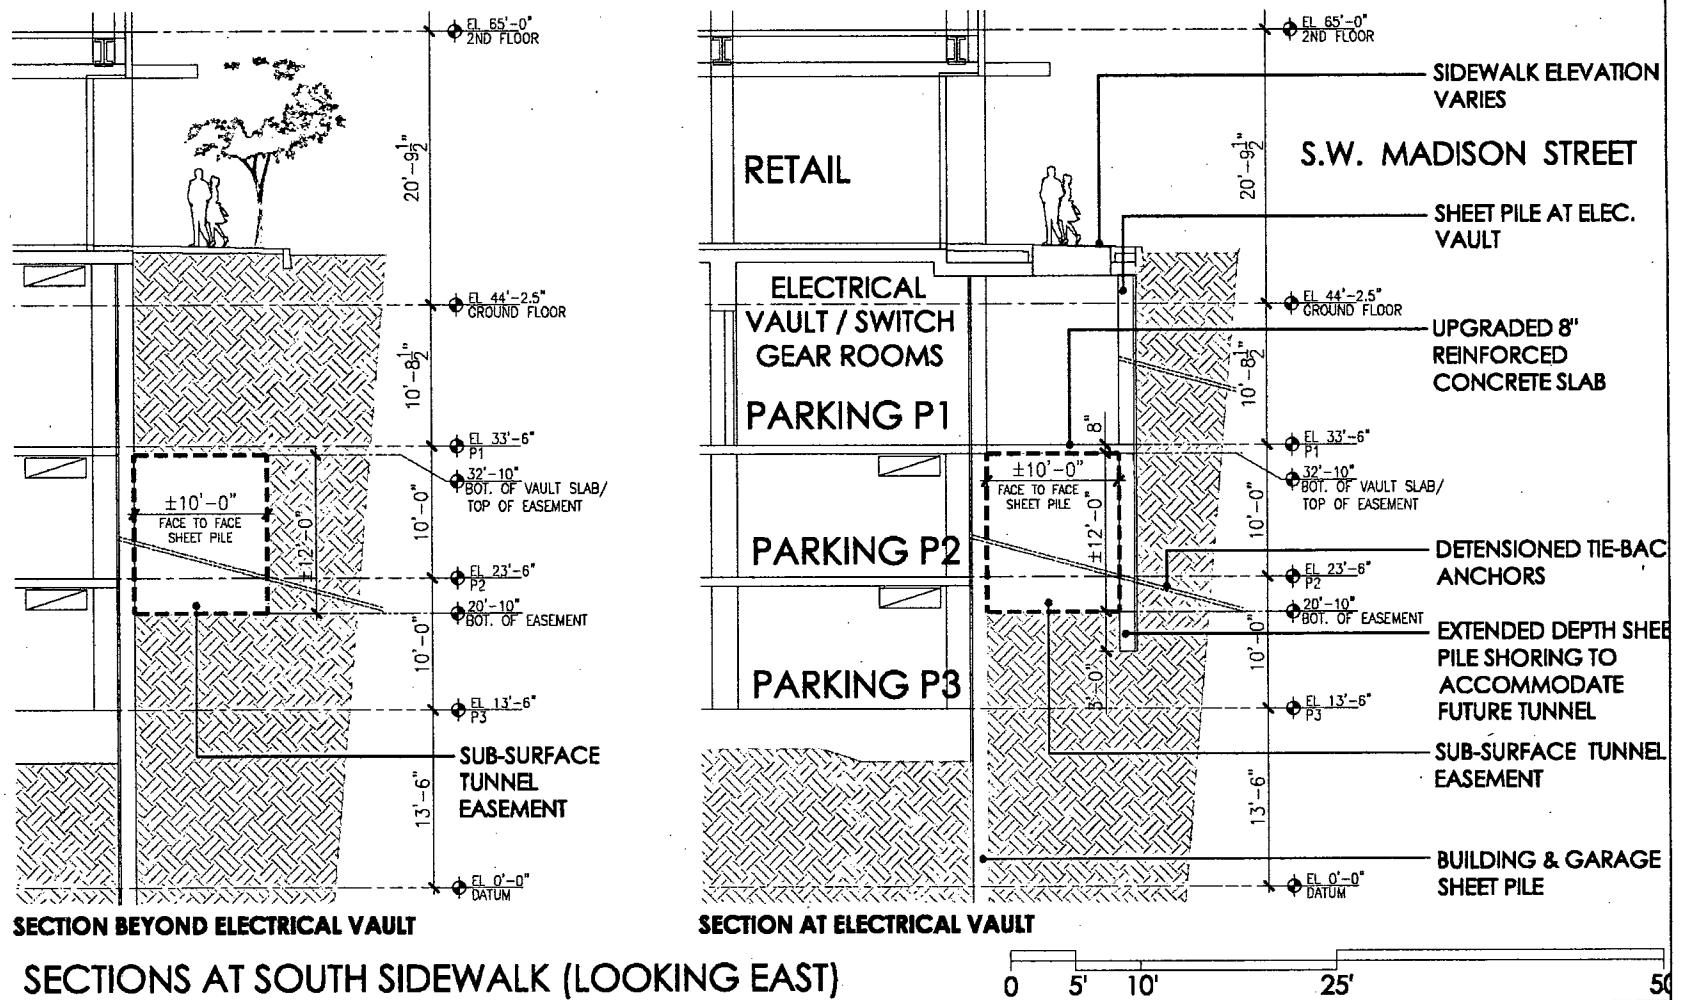 EL 65'-0"
2ND FLOOR
20'-9 1/2"
EL 44'-2.5"
GROUND FLOOR
10'-8 1/2"
EL 33'-6"
P1
32'-10"
BOT. OF VAULT SLAB/
TOP OF EASEMENT
±10'-0"
FACE TO FACE
SHEET PILE
±12'-0"
10'-0"
EL 23'-6"
P2
20'-10"
BOT. OF EASEMENT
10'-0"
EL 13'-6"
P3
SUB-SURFACE
TUNNEL
EASEMENT
13'-6"
EL 0'-0"
DATUM
SECTION BEYOND ELECTRICAL VAULT
EL 65'-0"
2ND FLOOR
SIDEWALK ELEVATION
VARIES
20'-9 1/2"
S.W. MADISON STREET
RETAIL
SHEET PILE AT ELEC.
VAULT
ELECTRICAL
VAULT / SWITCH
GEAR ROOMS
EL 44'-2.5"
GROUND FLOOR
UPGRADED 8"
REINFORCED
CONCRETE SLAB
10'-8 1/2"
PARKING P1
8"
EL 33'-6"
P1
±10'-0"
FACE TO FACE
SHEET PILE
±12'-0"
32'-10"
BOT. OF VAULT SLAB/
TOP OF EASEMENT
10'-0"
PARKING P2
DETENSIONED TIE-BAC
ANCHORS
EL 23'-6"
P2
20'-10"
BOT. OF EASEMENT
EXTENDED DEPTH SHEE
PILE SHORING TO
ACCOMMODATE
FUTURE TUNNEL
10'-0"
PARKING P3
3'-0"
EL 13'-6"
P3
SUB-SURFACE TUNNEL
EASEMENT
13'-6"
BUILDING & GARAGE
SHEET PILE
EL 0'-0"
DATUM
SECTION AT ELECTRICAL VAULT
SECTIONS AT SOUTH SIDEWALK (LOOKING EAST)
0 5' 10' 25' 50